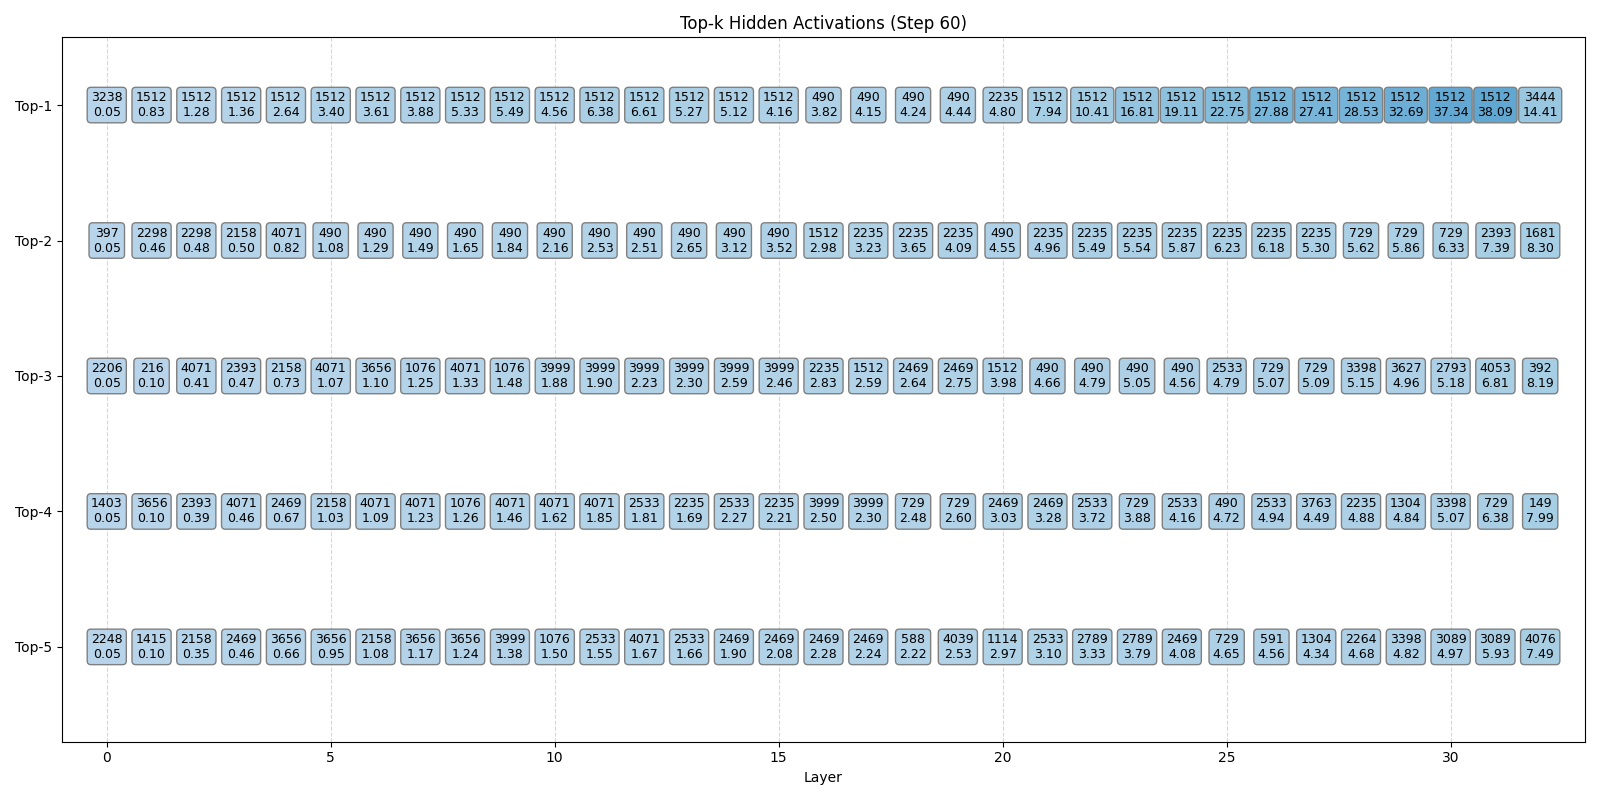 Top-k Hidden Activations (Step 60)
Top-1
3238 1512 1512 1512 1512 1512 1512 1512 1512 1512 1512 1512 1512 1512 1512 1512 490 490 490 490 2235 1512 1512 1512 1512 1512 1512 1512 1512 1512 1512 1512 3444
0.05 0.83 1.28 1.36 2.64 3.40 3.61 3.88 5.33 5.49 4.56 6.38 6.61 5.27 5.12 4.16 3.82 4.15 4.24 4.44 4.80 7.94 10.41 16.81 19.11 22.75 27.88 27.41 28.53 32.69 37.34 38.09 14.41
Top-2
397 2298 2298 2158 4071 490 490 490 490 490 490 490 490 490 490 490 1512 2235 2235 2235 490 2235 2235 2235 2235 2235 2235 2235 729 729 729 2393 1681
0.05 0.46 0.48 0.50 0.82 1.08 1.29 1.49 1.65 1.84 2.16 2.53 2.51 2.65 3.12 3.52 2.98 3.23 3.65 4.09 4.55 4.96 5.49 5.54 5.87 6.23 6.18 5.30 5.62 5.86 6.33 7.39 8.30
Top-3
2206 216 4071 2393 2158 4071 3656 1076 4071 1076 3999 3999 3999 3999 3999 3999 2235 1512 2469 2469 1512 490 490 490 490 2533 729 729 3398 3627 2793 4053 392
0.05 0.10 0.41 0.47 0.73 1.07 1.10 1.25 1.33 1.48 1.88 1.90 2.23 2.30 2.59 2.46 2.83 2.59 2.64 2.75 3.98 4.66 4.79 5.05 4.56 4.79 5.07 5.09 5.15 4.96 5.18 6.81 8.19
Top-4
1403 3656 2393 4071 2469 2158 4071 4071 1076 4071 4071 4071 2533 2235 2533 2235 3999 3999 729 729 2469 2469 2533 729 2533 490 2533 3763 2235 1304 3398 729 149
0.05 0.10 0.39 0.46 0.67 1.03 1.09 1.23 1.26 1.46 1.62 1.85 1.81 1.69 2.27 2.21 2.50 2.30 2.48 2.60 3.03 3.28 3.72 3.88 4.16 4.72 4.94 4.49 4.88 4.84 5.07 6.38 7.99
Top-5
2248 1415 2158 2469 3656 3656 2158 3656 3656 3999 1076 2533 4071 2533 2469 2469 2469 2469 588 4039 1114 2533 2789 2789 2469 729 591 1304 2264 3398 3089 3089 4076
0.05 0.10 0.35 0.46 0.66 0.95 1.08 1.17 1.24 1.38 1.50 1.55 1.67 1.66 1.90 2.08 2.28 2.24 2.22 2.53 2.97 3.10 3.33 3.79 4.08 4.65 4.56 4.34 4.68 4.82 4.97 5.93 7.49
0 5 10 15 20 25 30
Layer